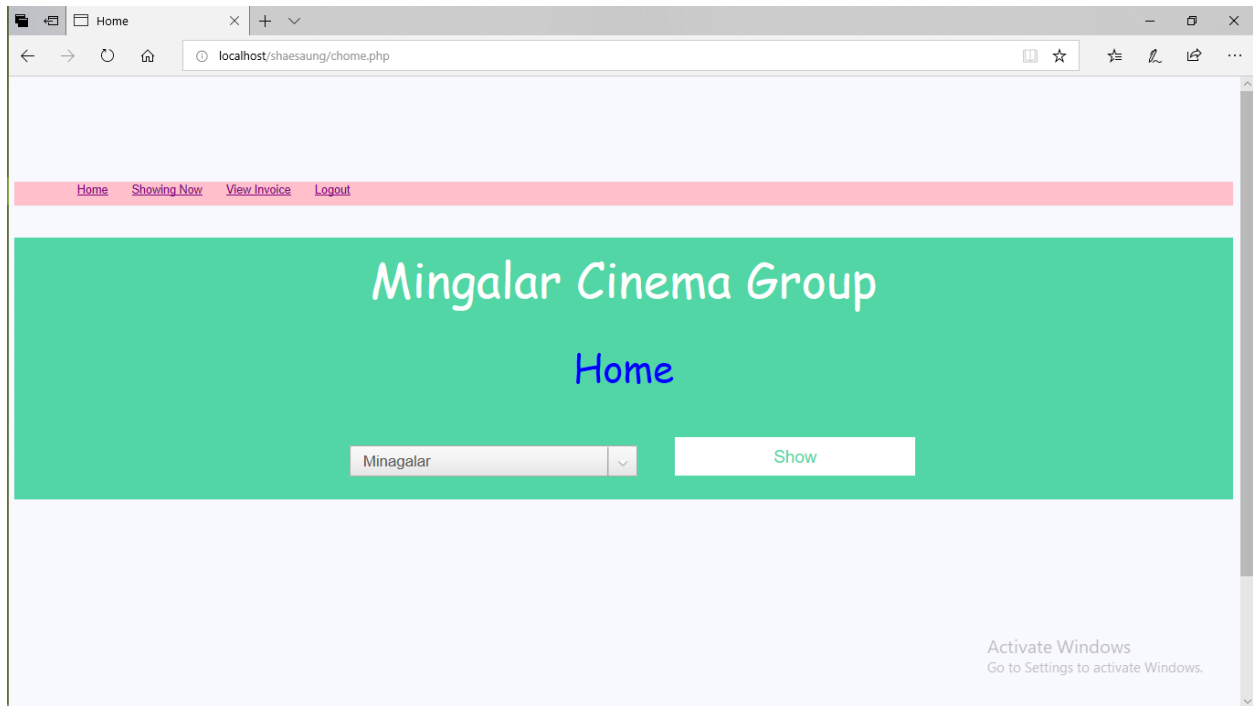 Home
localhost/shaesaung/chome.php
Home Showing Now View Invoice Logout
Mingalar Cinema Group
Home
Minagalar Show
Activate Windows
Go to Settings to activate Windows.